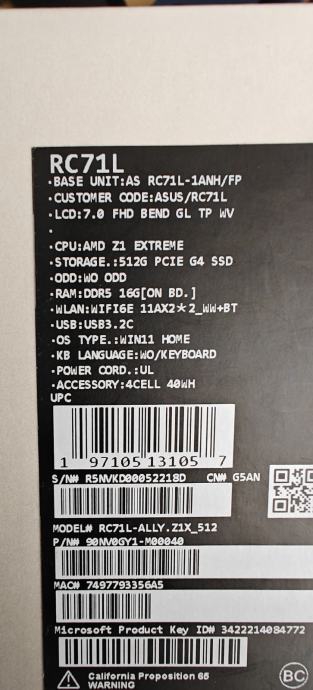 RC71L
·BASE UNIT:AS RC71L-1ANH/FP
·CUSTOMER CODE:ASUS/RC71L
·LCD:7.0 FHD BEND GL TP WV
·
·CPU:AMD Z1 EXTREME
·STORAGE.:512G PCIE G4 SSD
·ODD:WO ODD
·RAM:DDR5 16G[ON BD.]
·WLAN:WIFI6E 11AX2*2_WW+BT
·USB:USB3.2C
·OS TYPE.:WIN11 HOME
·KB LANGUAGE:WO/KEYBOARD
·POWER CORD.:UL
·ACCESSORY:4CELL 40WH
UPC
1 97105 13105 7
S/N# R5NVKD00052218D CN# G5AN
MODEL# RC71L-ALLY.Z1X_512
P/N# 90NV0GY1-M00040
MAC# 7497793356A5
Microsoft Product Key ID# 3422214084772
California Proposition 65
WARNING
BC